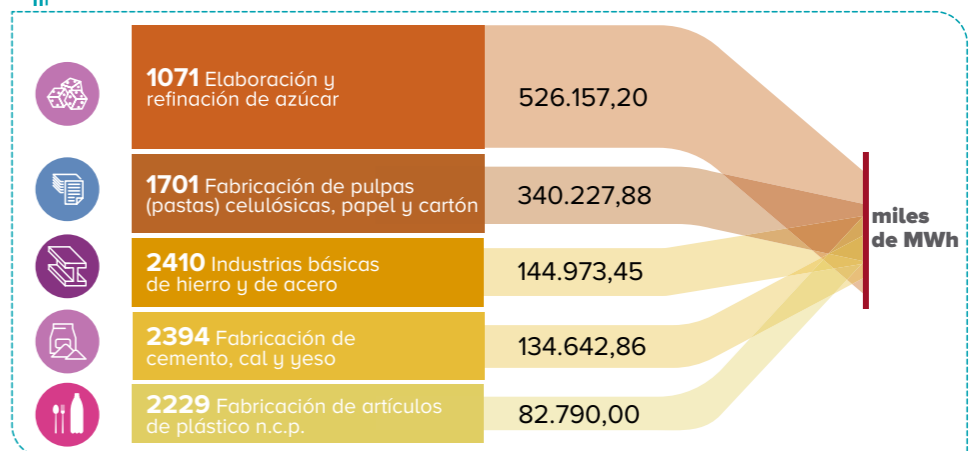 1071 Elaboración y
refinación de azúcar
526.157,20
1701 Fabricación de pulpas
(pastas) celulósicas, papel y cartón
340.227,88
2410 Industrias básicas
de hierro y de acero
144.973,45
2394 Fabricación de
cemento, cal y yeso
134.642,86
2229 Fabricación de artículos
de plástico n.c.p.
82.790,00
miles
de MWh